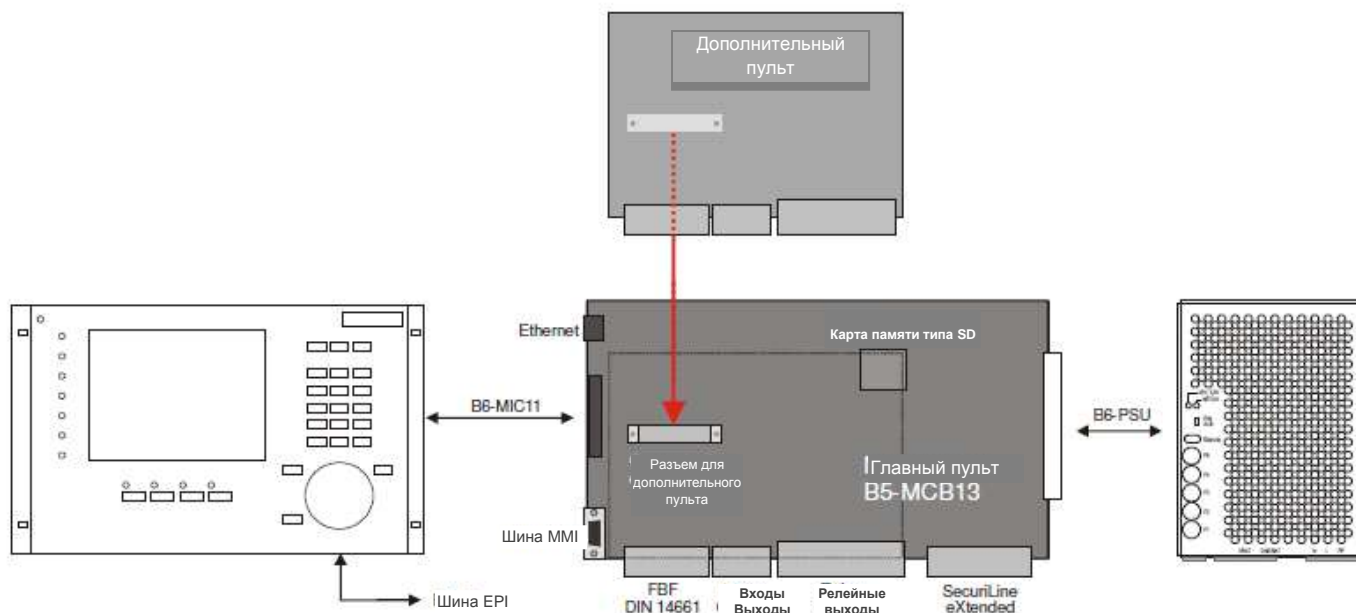 Дополнительный
пульт
Ethernet
Карта памяти типа SD
B6-MIC11
B6-PSU
Разъем для
дополнительного
пульта
Главный пульт
B5-MCB13
Шина MMI
Шина EPI
FBF
DIN 14661
Входы
Выходы
Релейные
выходы
SecuriLine
eXtended